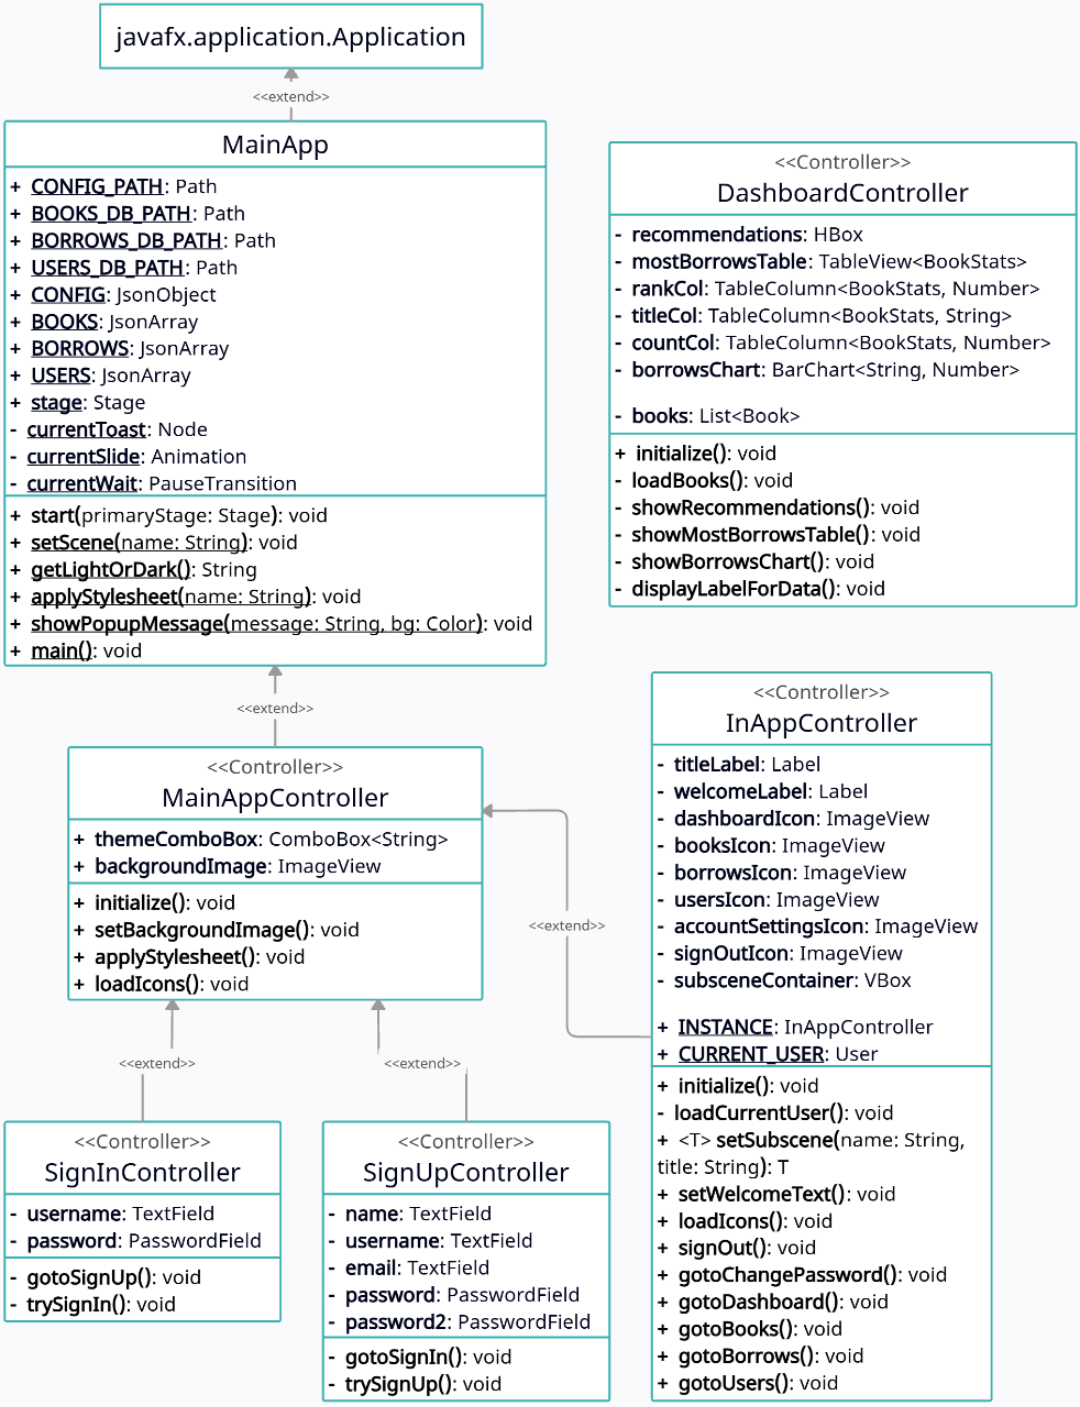 javafx.application.Application
<<extend>>
MainApp
+ CONFIG_PATH: Path
+ BOOKS_DB_PATH: Path
+ BORROWS_DB_PATH: Path
+ USERS_DB_PATH: Path
+ CONFIG: JsonObject
+ BOOKS: JsonArray
+ BORROWS: JsonArray
+ USERS: JsonArray
+ stage: Stage
- currentToast: Node
- currentSlide: Animation
- currentWait: PauseTransition
+ start(primaryStage: Stage): void
+ setScene(name: String): void
+ getLightOrDark(): String
+ applyStylesheet(name: String): void
+ showPopupMessage(message: String, bg: Color): void
+ main(): void
<<Controller>>
DashboardController
- recommendations: HBox
- mostBorrowsTable: TableView<BookStats>
- rankCol: TableColumn<BookStats, Number>
- titleCol: TableColumn<BookStats, String>
- countCol: TableColumn<BookStats, Number>
- borrowsChart: BarChart<String, Number>
- books: List<Book>
+ initialize(): void
- loadBooks(): void
- showRecommendations(): void
- showMostBorrowsTable(): void
- showBorrowsChart(): void
- displayLabelForData(): void
<<extend>>
<<Controller>>
MainAppController
+ themeComboBox: ComboBox<String>
+ backgroundImage: ImageView
+ initialize(): void
+ setBackgroundImage(): void
+ applyStylesheet(): void
+ loadIcons(): void
<<extend>>
<<Controller>>
InAppController
- titleLabel: Label
- welcomeLabel: Label
- dashboardIcon: ImageView
- booksIcon: ImageView
- borrowsIcon: ImageView
- usersIcon: ImageView
- accountSettingsIcon: ImageView
- signOutIcon: ImageView
- subsceneContainer: VBox
+ INSTANCE: InAppController
+ CURRENT_USER: User
+ initialize(): void
- loadCurrentUser(): void
+ <T> setSubscene(name: String,
title: String): T
+ setWelcomeText(): void
+ loadIcons(): void
+ signOut(): void
+ gotoChangePassword(): void
+ gotoDashboard(): void
+ gotoBooks(): void
+ gotoBorrows(): void
+ gotoUsers(): void
<<extend>>
<<extend>>
<<Controller>>
SignInController
- username: TextField
- password: PasswordField
- gotoSignUp(): void
- trySignIn(): void
<<Controller>>
SignUpController
- name: TextField
- username: TextField
- email: TextField
- password: PasswordField
- password2: PasswordField
- gotoSignIn(): void
- trySignUp(): void